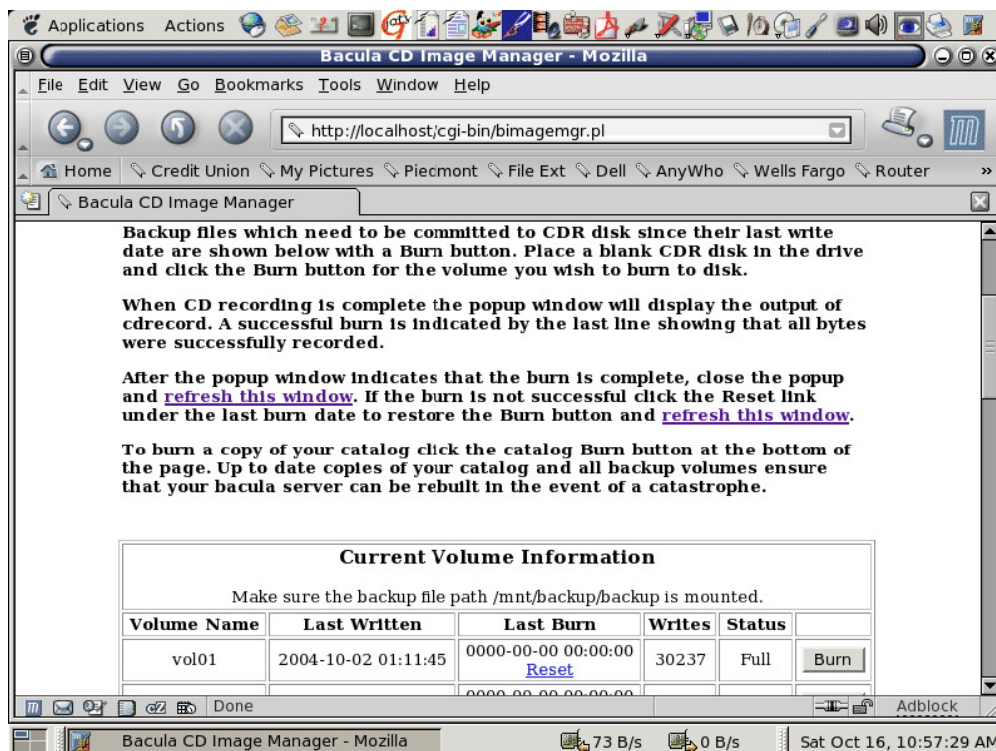 Applications Actions
Bacula CD Image Manager - Mozilla
File Edit View Go Bookmarks Tools Window Help
http://localhost/cgi-bin/bimagemgr.pl
Home Credit Union My Pictures Piedmont File Ext Dell AnyWho Wells Fargo Router »
Bacula CD Image Manager
Backup files which need to be committed to CDR disk since their last write
date are shown below with a Burn button. Place a blank CDR disk in the drive
and click the Burn button for the volume you wish to burn to disk.
When CD recording is complete the popup window will display the output of
cdrecord. A successful burn is indicated by the last line showing that all bytes
were successfully recorded.
After the popup window indicates that the burn is complete, close the popup
and refresh this window. If the burn is not successful click the Reset link
under the last burn date to restore the Burn button and refresh this window.
To burn a copy of your catalog click the catalog Burn button at the bottom of
the page. Up to date copies of your catalog and all backup volumes ensure
that your bacula server can be rebuilt in the event of a catastrophe.
Current Volume Information
Make sure the backup file path /mnt/backup/backup is mounted.
Volume Name Last Written Last Burn Writes Status
vol01 2004-10-02 01:11:45 0000-00-00 00:00:00 30237 Full Burn
Reset
0000-00-00 00:00:00
Done Adblock
Bacula CD Image Manager - Mozilla 73 B/s 0 B/s Sat Oct 16, 10:57:29 AM